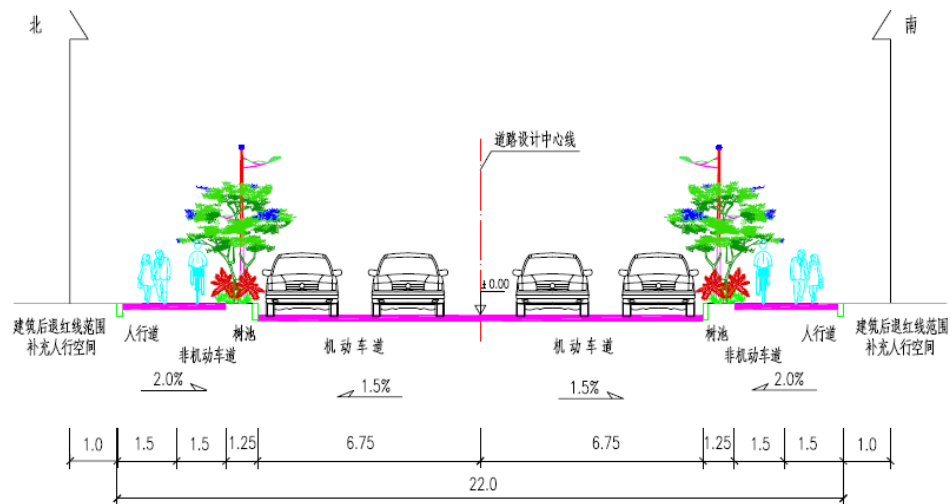 北
南
道路设计中心线
±0.00
建筑后退红线范围
补充人行空间
人行道
非机动车道
树池
机动车道
机动车道
树池
非机动车道
人行道
建筑后退红线范围
补充人行空间
2.0%
1.5%
1.5%
2.0%
1.0
1.5
1.5
1.25
6.75
6.75
1.25
1.5
1.5
1.0
22.0